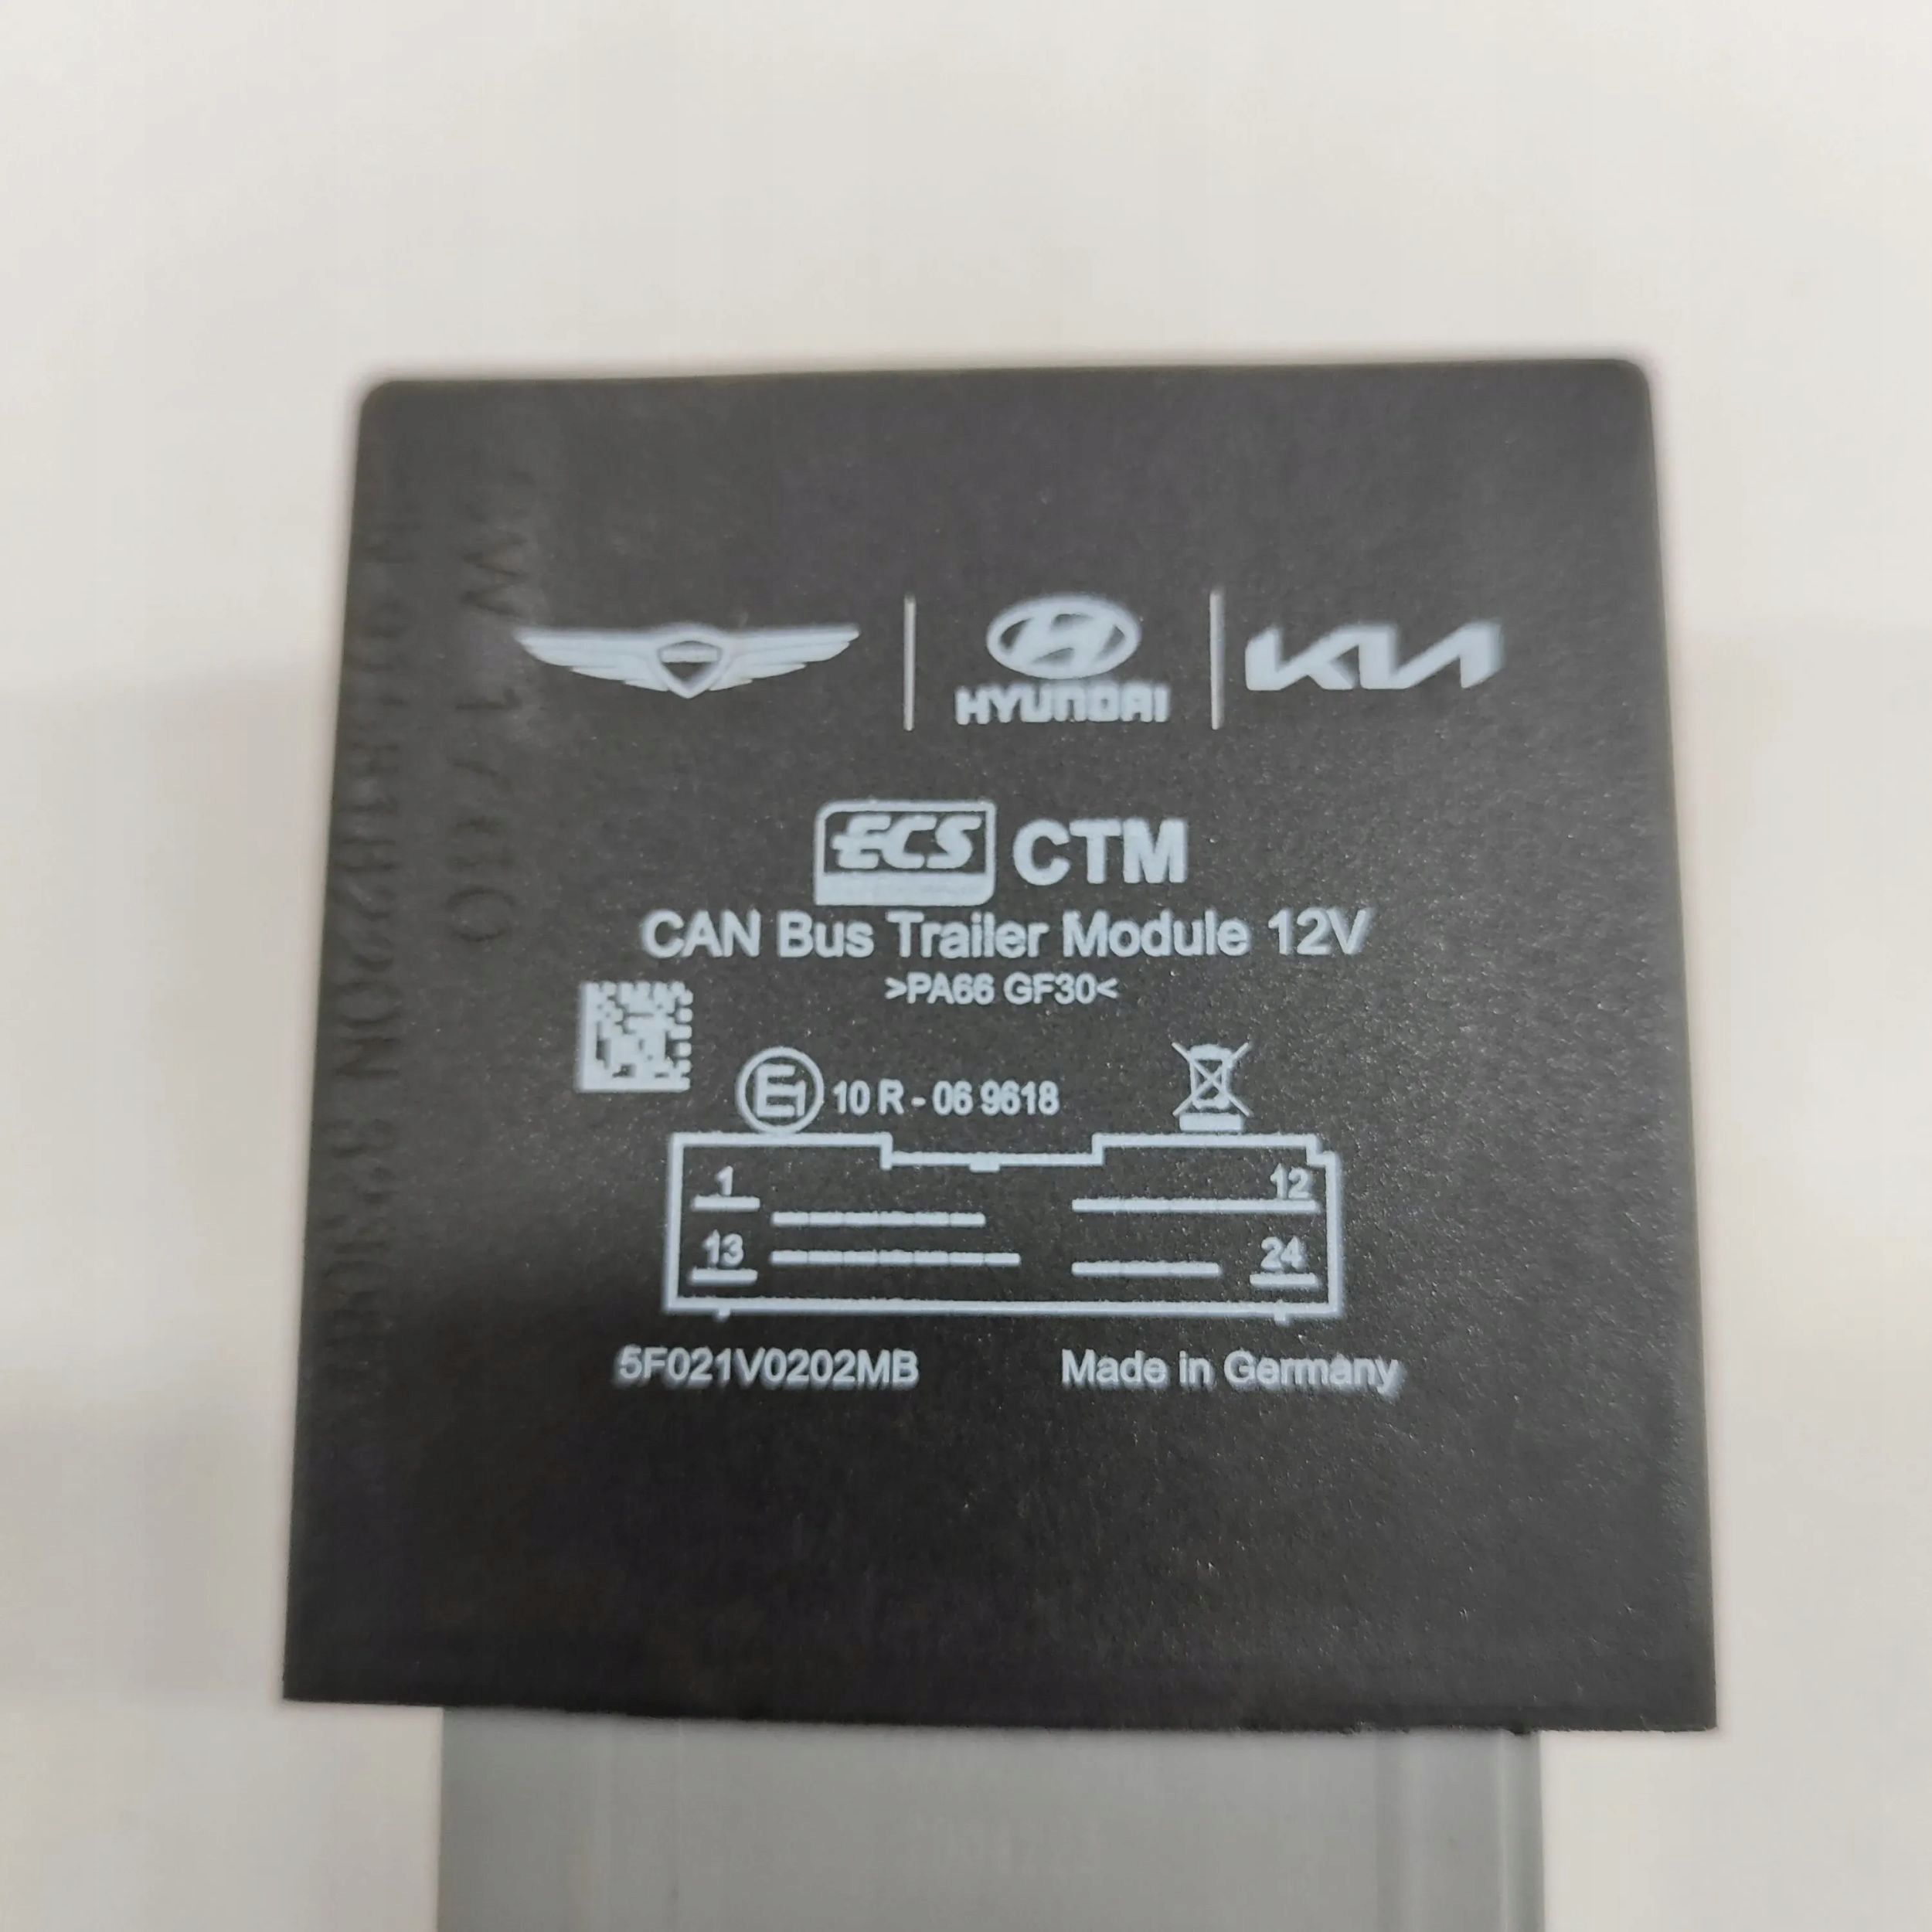 HYUNDAI
KIA
ECS CTM
CAN Bus Trailer Module 12V
>PA66 GF30<
E1 10 R - 06 9618
1 12
13 24
5F021V0202MB Made in Germany